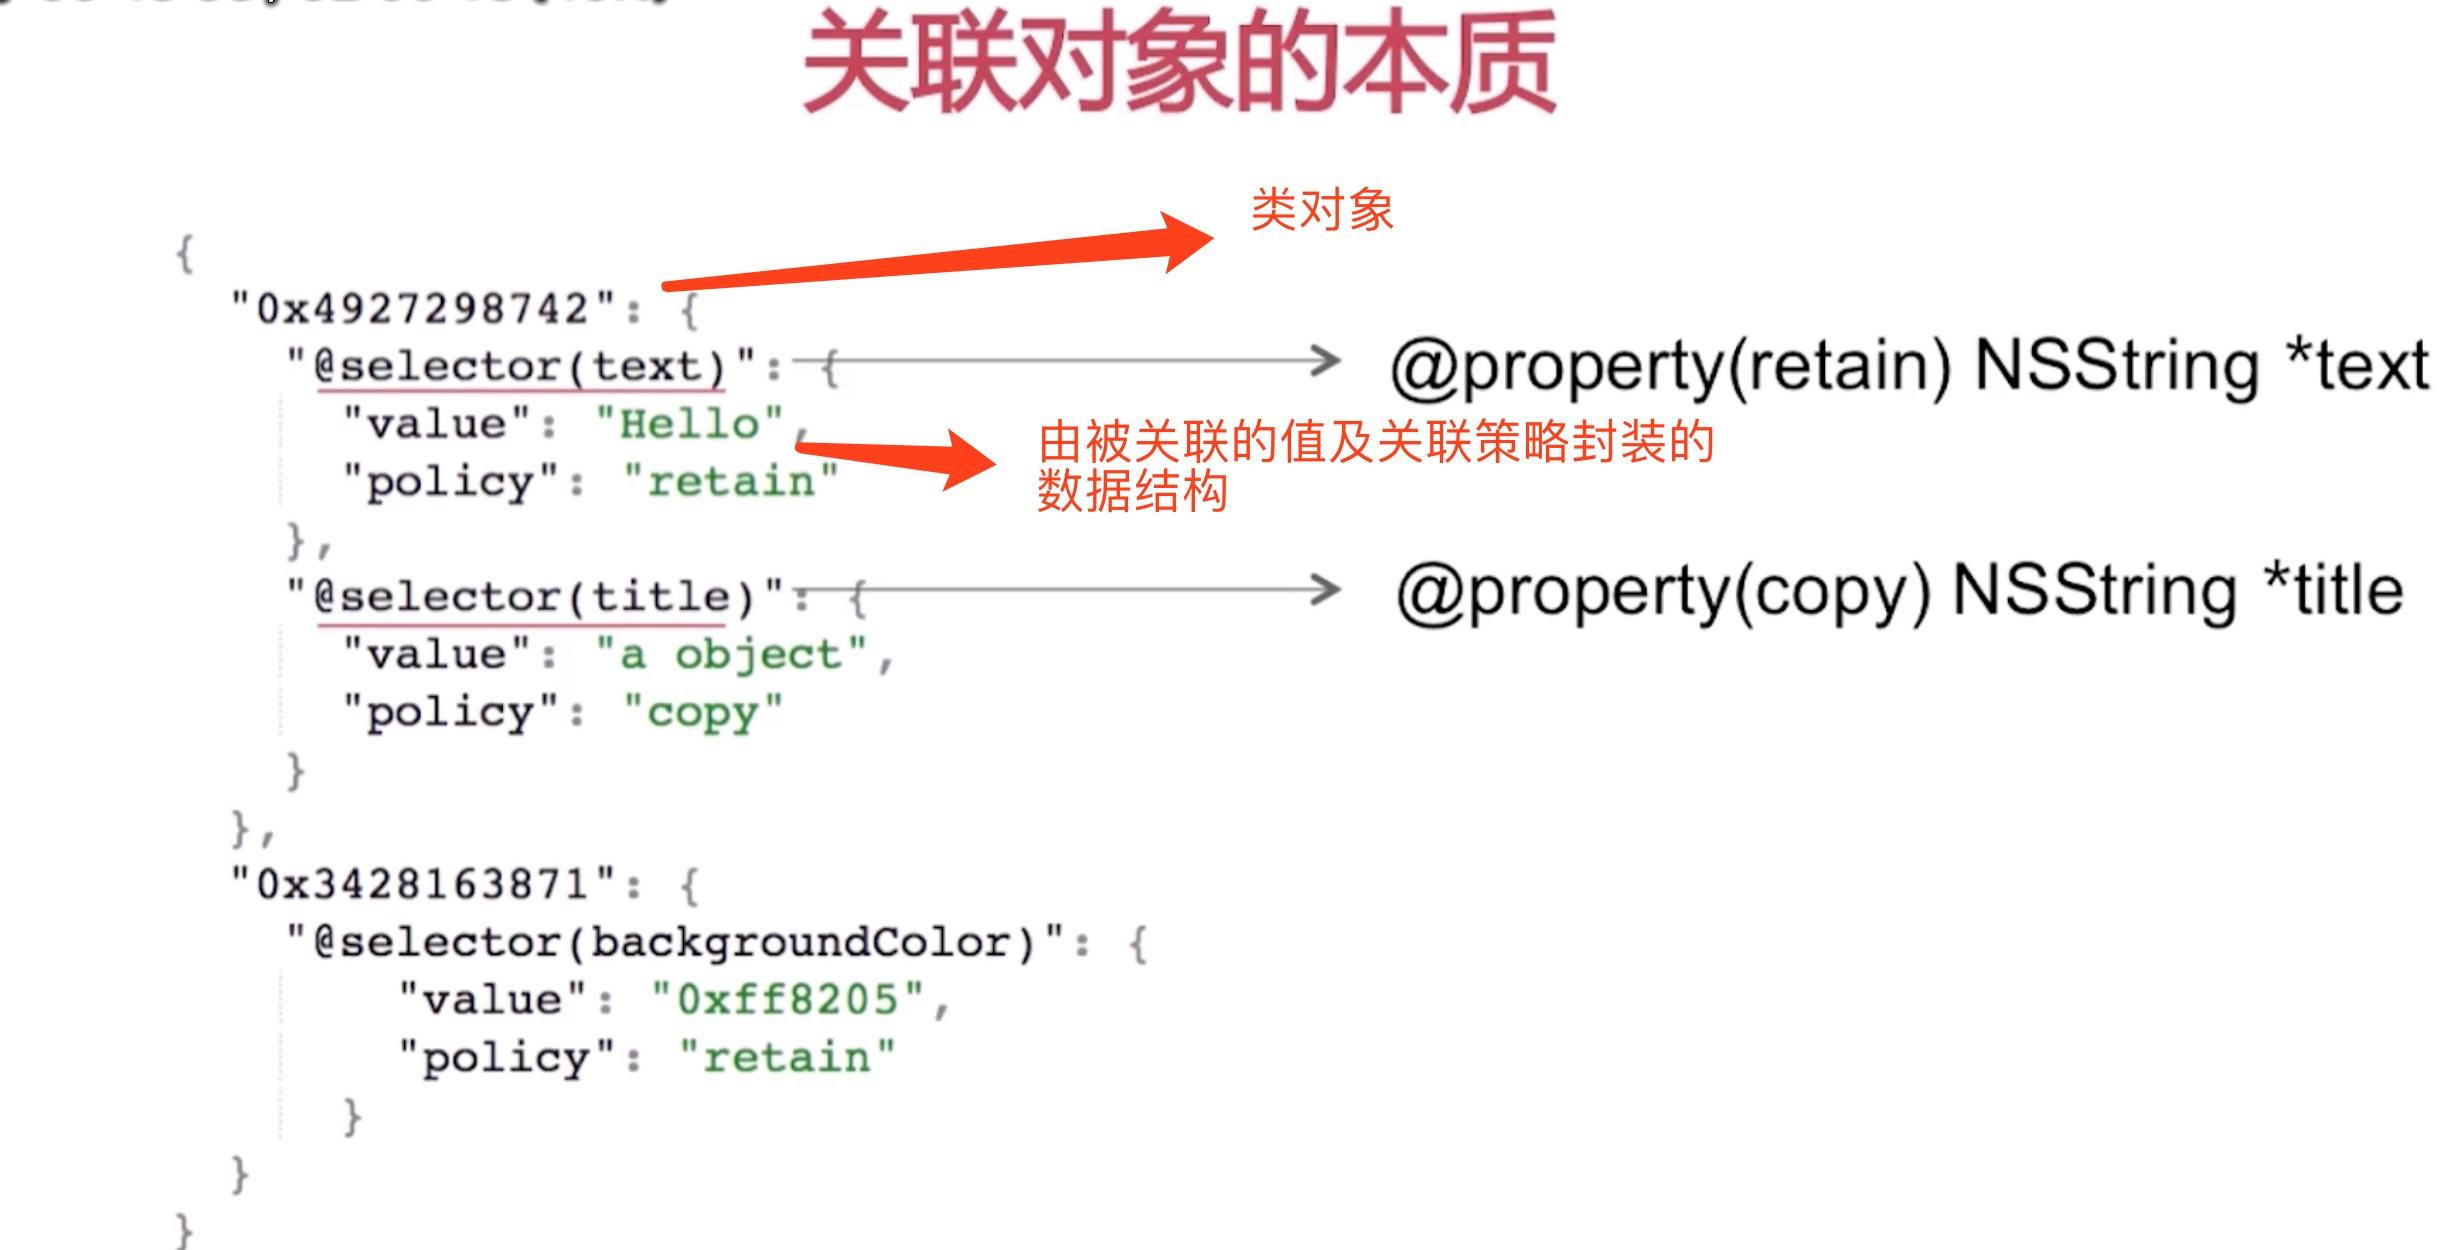 关联对象的本质
类对象
{
"0x4927298742": {
"@selector(text)": {
@property(retain) NSString *text
"value": "Hello",
由被关联的值及关联策略封装的
数据结构
"policy": "retain"
},
"@selector(title)": {
@property(copy) NSString *title
"value": "a object",
"policy": "copy"
}
},
"0x3428163871": {
"@selector(backgroundColor)": {
"value": "0xff8205",
"policy": "retain"
}
}
}